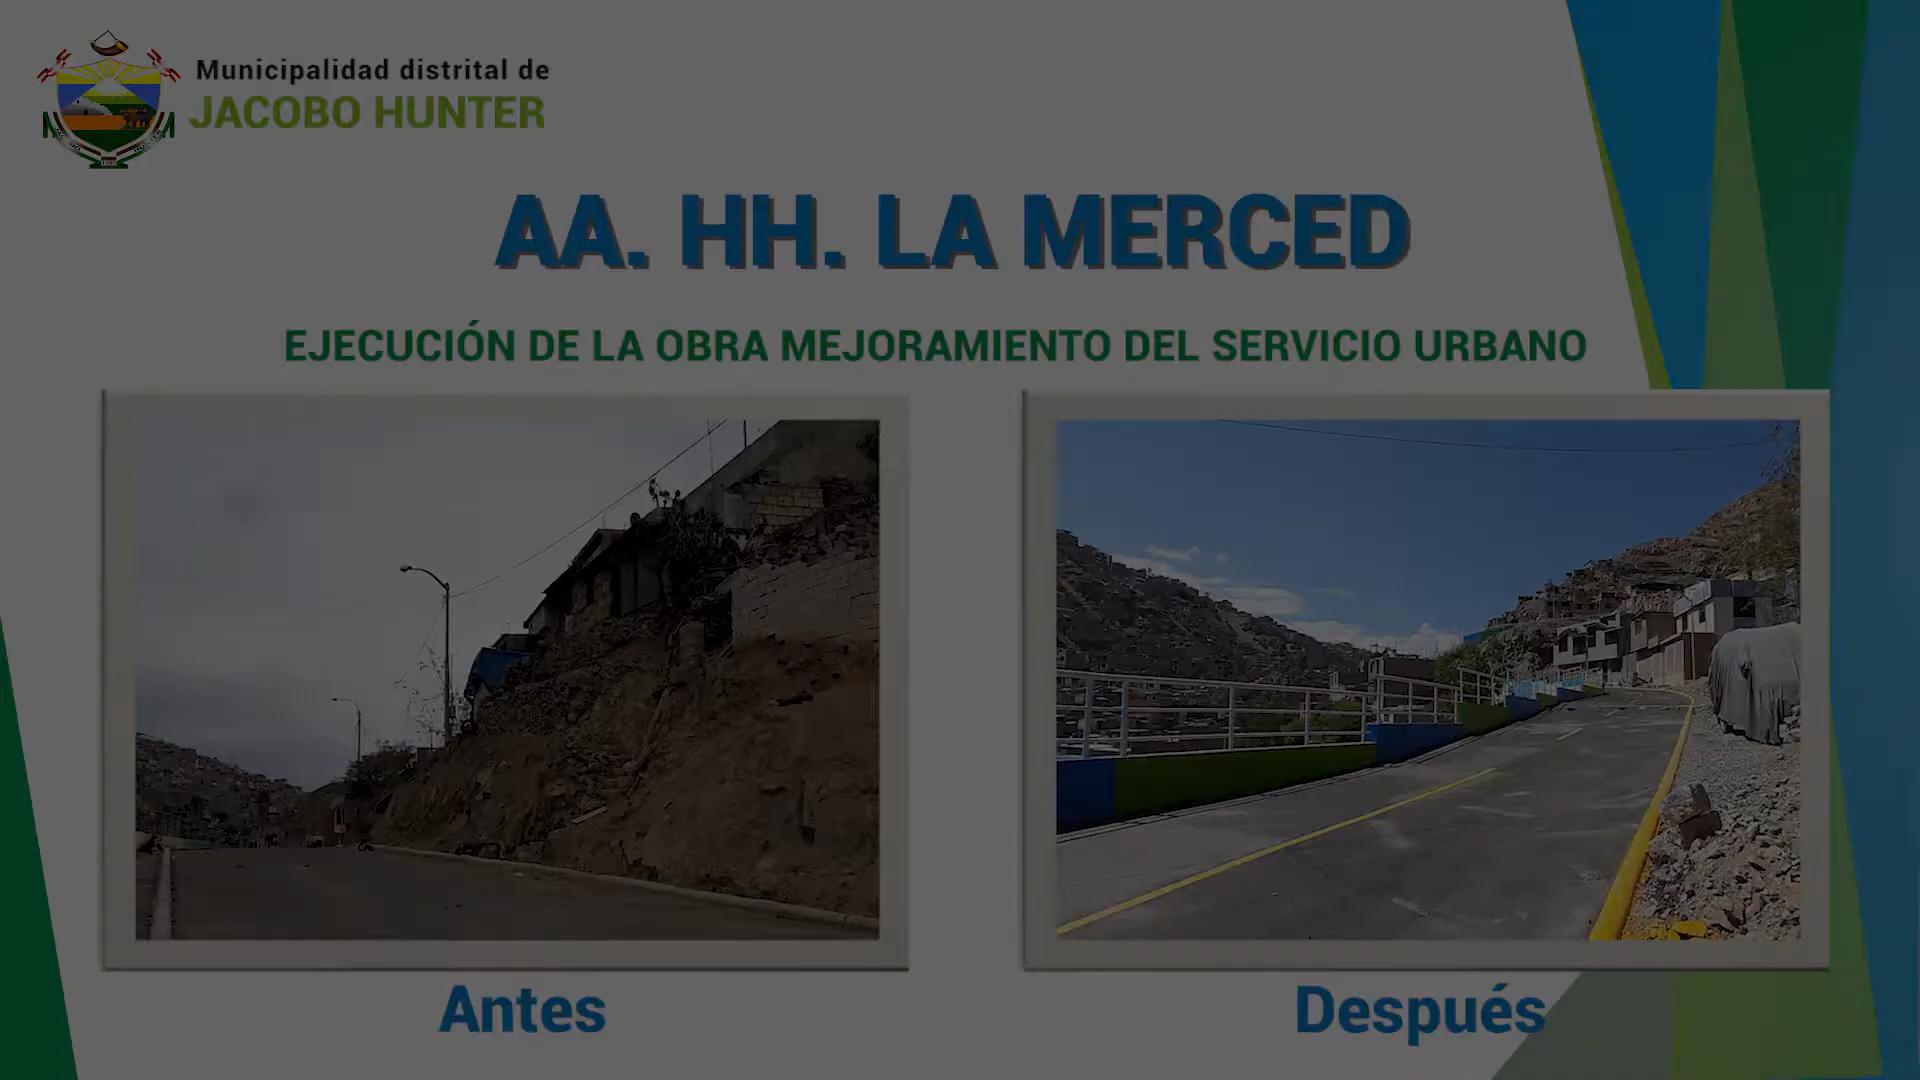 Municipalidad distrital de
JACOBO HUNTER
AA. HH. LA MERCED
EJECUCIÓN DE LA OBRA MEJORAMIENTO DEL SERVICIO URBANO
Antes
Después